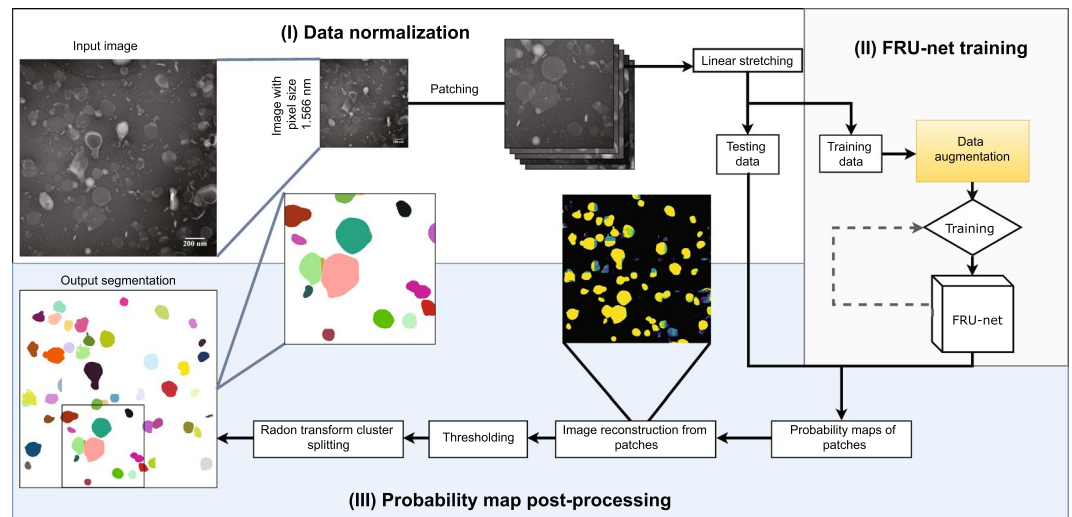 (I) Data normalization
(II) FRU-net training
Input image
Image with
pixel size
1.566 nm
Patching
Linear stretching
Testing
data
Training
data
Data
augmentation
Training
FRU-net
200 nm
Output segmentation
Radon transform cluster
splitting
Thresholding
Image reconstruction from
patches
Probability maps of
patches
(III) Probability map post-processing